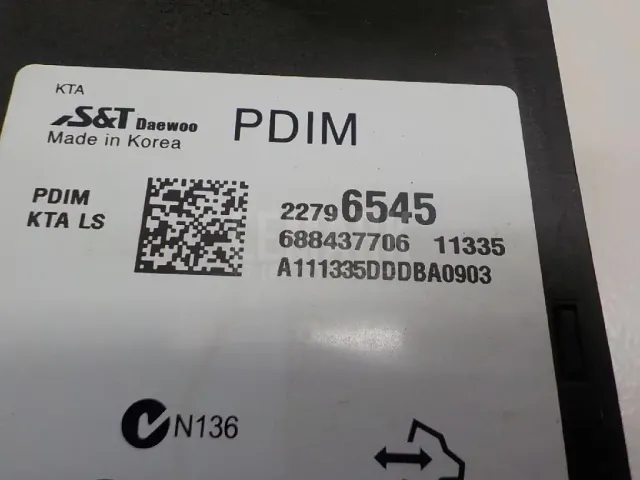 KTA
S&T Daewoo PDIM
Made in Korea
PDIM
KTA LS
22796545
688437706 11335
A111335DDDBA0903
N136